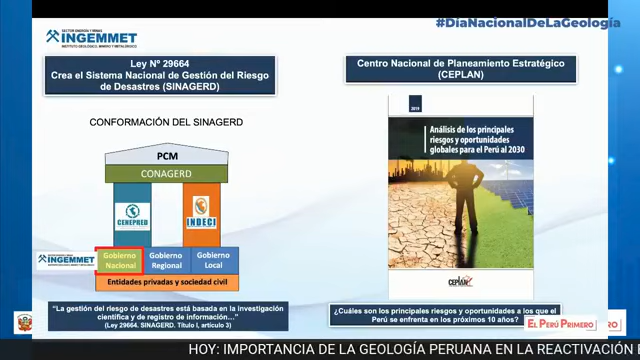 SECTOR ENERGÍA Y MINAS
INGEMMET
INSTITUTO GEOLÓGICO, MINERO Y METALÚRGICO
#DíaNacionalDeLaGeología
Ley Nº 29664
Crea el Sistema Nacional de Gestión del Riesgo
de Desastres (SINAGERD)
Centro Nacional de Planeamiento Estratégico
(CEPLAN)
CONFORMACIÓN DEL SINAGERD
PCM
CONAGERD
CENEPRED
INDECI
INGEMMET
Gobierno
Nacional
Gobierno
Regional
Gobierno
Local
Entidades privadas y sociedad civil
2019
Análisis de los principales
riesgos y oportunidades
globales para el Perú al 2030
CEPLAN
“La gestión del riesgo de desastres está basada en la investigación
científica y de registro de información…”
(Ley 29664. SINAGERD. Título I, artículo 3)
¿Cuáles son los principales riesgos y oportunidades a los que el
Perú se enfrenta en los próximos 10 años?
EL PERÚ PRIMERO
HOY: IMPORTANCIA DE LA GEOLOGÍA PERUANA EN LA REACTIVACIÓN